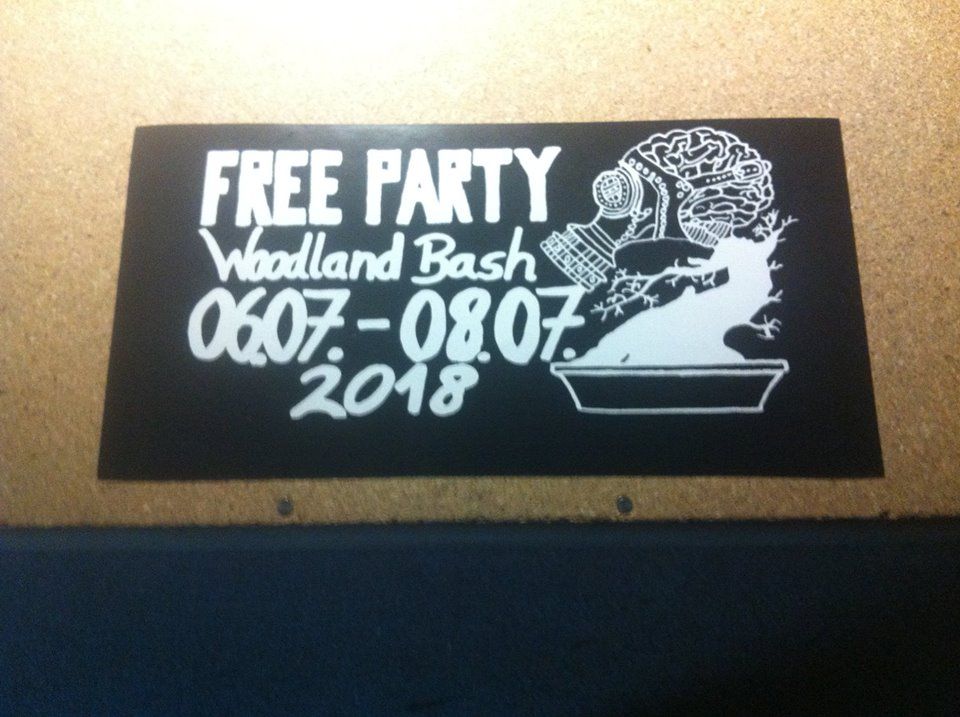 FREE PARTY
Woodland Bash
06.07. - 08.07.
2018